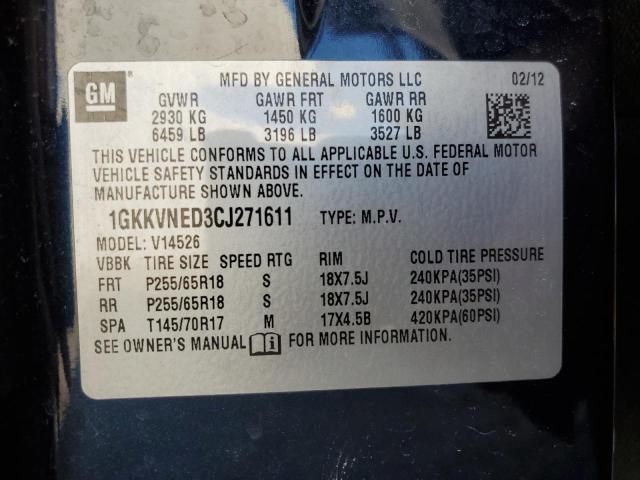 GM
MFD BY GENERAL MOTORS LLC 02/12
GVWR GAWR FRT GAWR RR
2930 KG 1450 KG 1600 KG
6459 LB 3196 LB 3527 LB
THIS VEHICLE CONFORMS TO ALL APPLICABLE U.S. FEDERAL MOTOR
VEHICLE SAFETY STANDARDS IN EFFECT ON THE DATE OF
MANUFACTURE SHOWN ABOVE.
1GKKVNED3CJ271611 TYPE: M.P.V.
MODEL: V14526
VBBK TIRE SIZE SPEED RTG RIM COLD TIRE PRESSURE
FRT P255/65R18 S 18X7.5J 240KPA(35PSI)
RR P255/65R18 S 18X7.5J 240KPA(35PSI)
SPA T145/70R17 M 17X4.5B 420KPA(60PSI)
SEE OWNER'S MANUAL i FOR MORE INFORMATION.